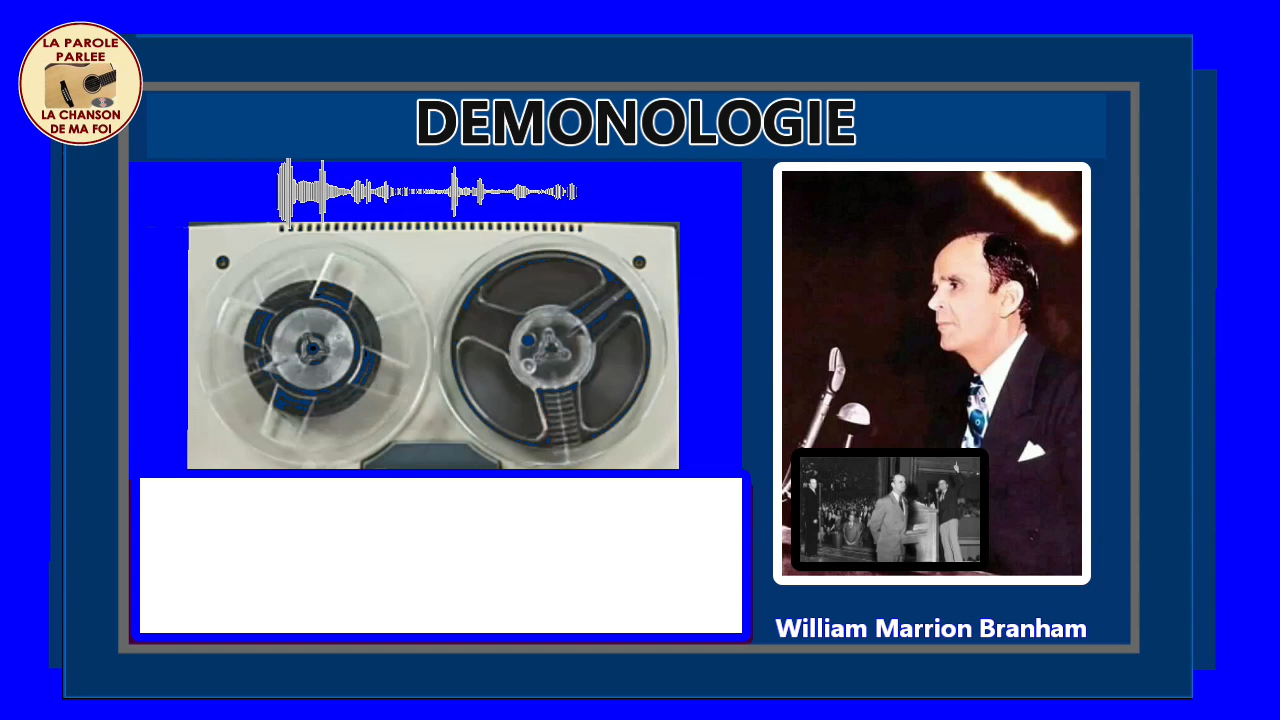 LA PAROLE
PARLEE
LA CHANSON
DE MA FOI
DEMONOLOGIE
William Marrion Branham